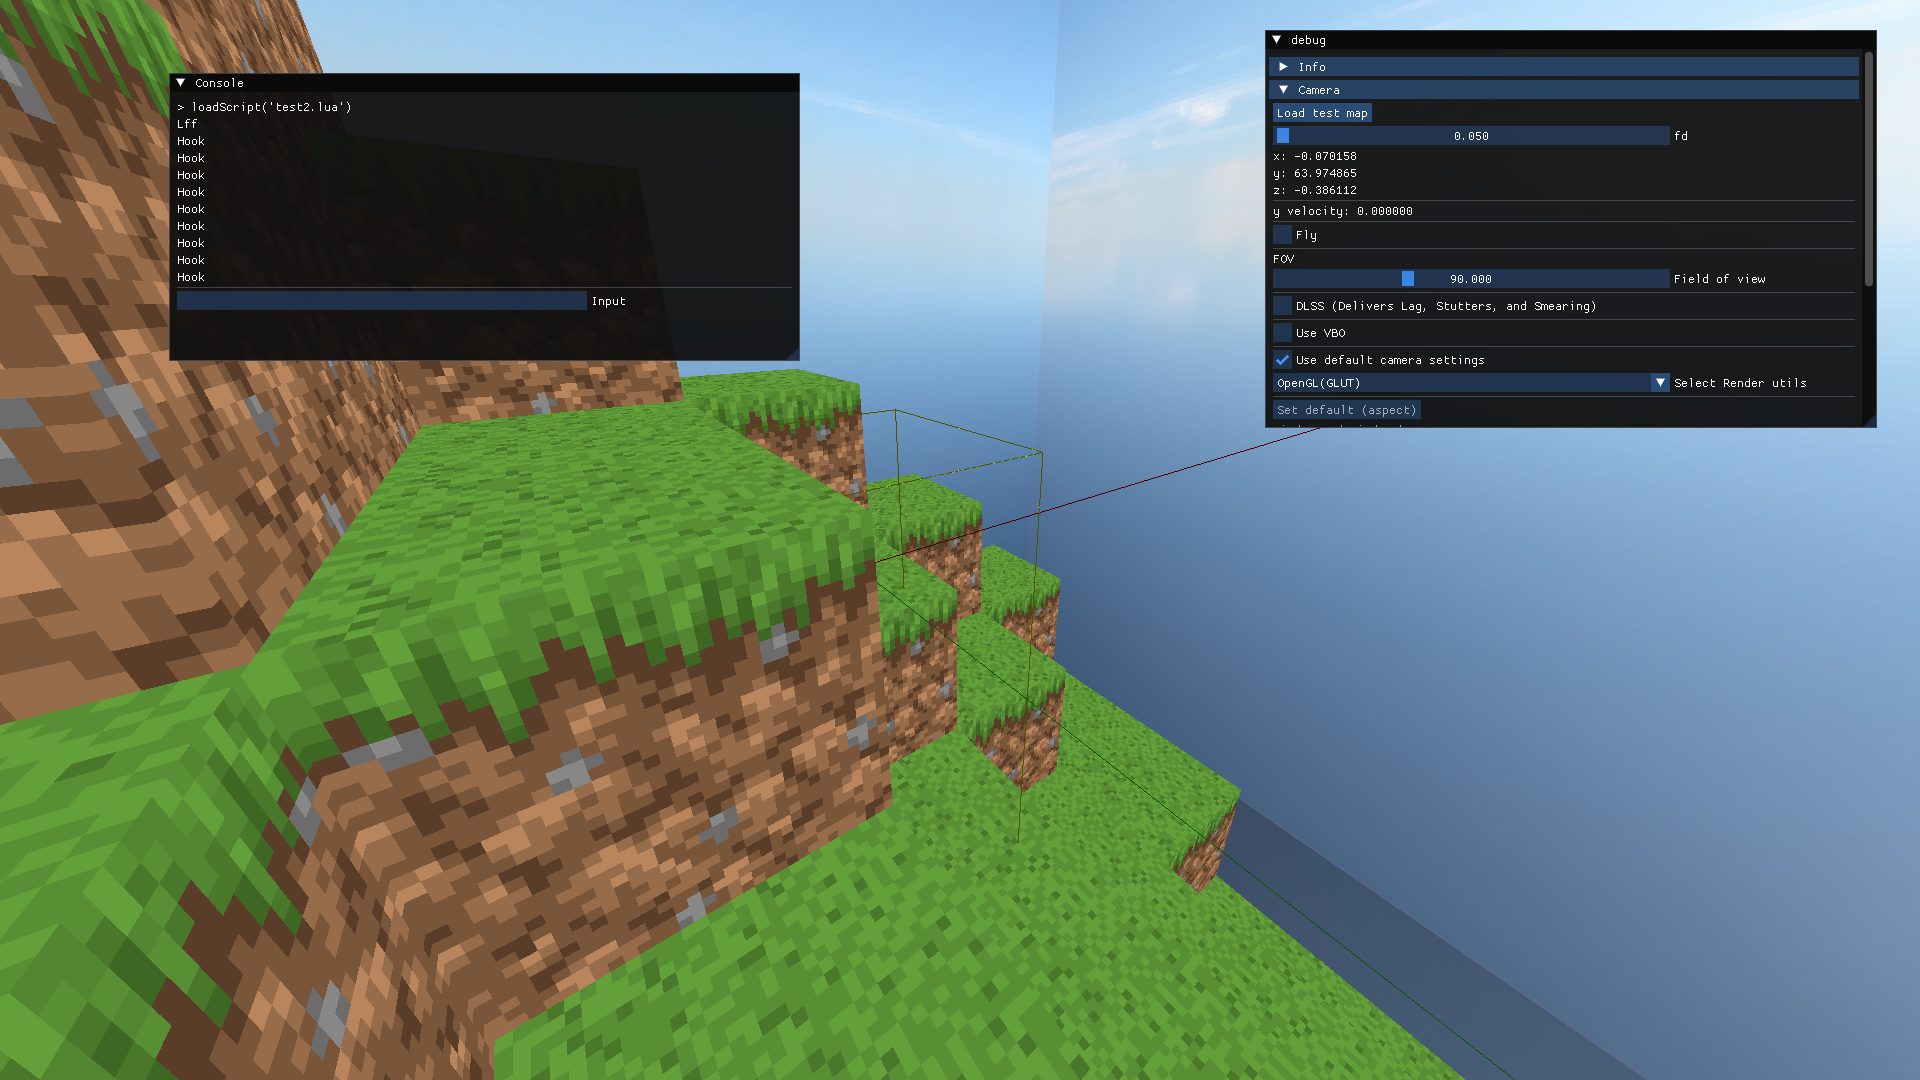 Console
> loadScript('test2.lua')
Lff
Hook
Hook
Hook
Hook
Hook
Hook
Hook
Hook
Hook
Input
debug
Info
Camera
Load test map
0.050 fd
x: -0.070158
y: 63.974865
z: -0.386112
y velocity: 0.000000
Fly
FOV
90.000 Field of view
DLSS (Delivers Lag, Stutters, and Smearing)
Use VBO
Use default camera settings
OpenGL(GLUT) Select Render utils
Set default (aspect)